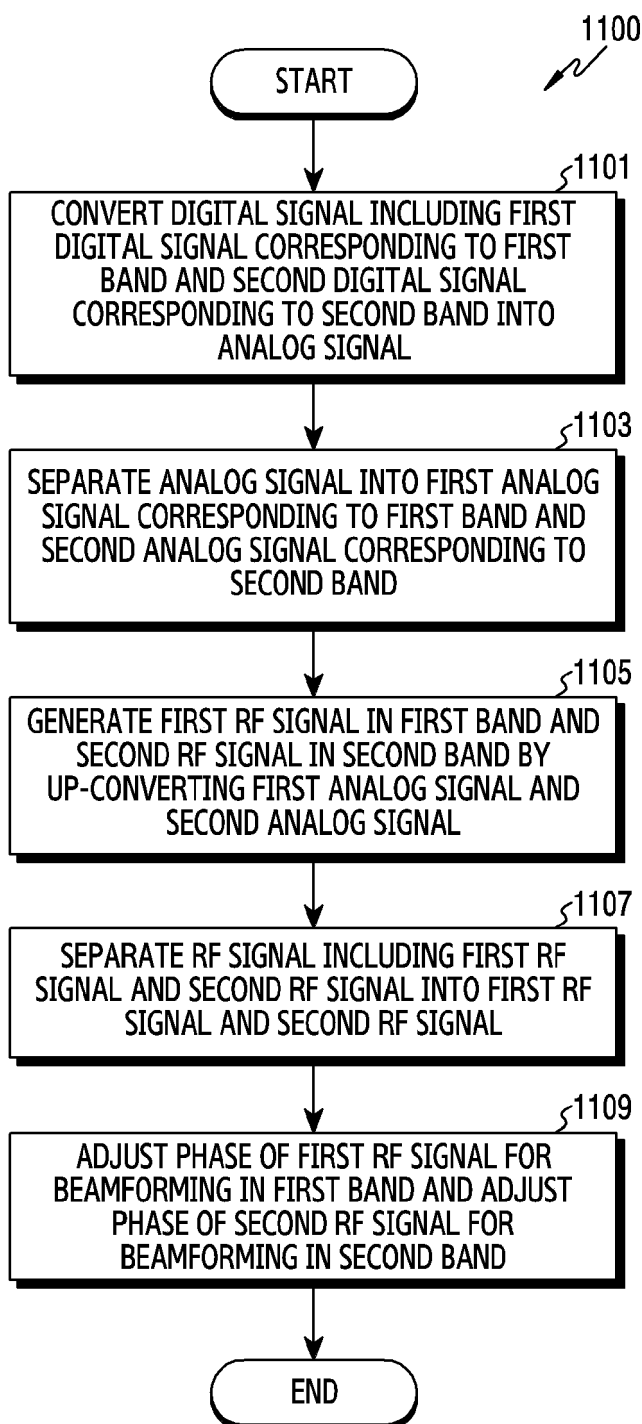 1100
START
1101
CONVERT DIGITAL SIGNAL INCLUDING FIRST
DIGITAL SIGNAL CORRESPONDING TO FIRST
BAND AND SECOND DIGITAL SIGNAL
CORRESPONDING TO SECOND BAND INTO
ANALOG SIGNAL
1103
SEPARATE ANALOG SIGNAL INTO FIRST ANALOG
SIGNAL CORRESPONDING TO FIRST BAND AND
SECOND ANALOG SIGNAL CORRESPONDING TO
SECOND BAND
1105
GENERATE FIRST RF SIGNAL IN FIRST BAND AND
SECOND RF SIGNAL IN SECOND BAND BY
UP-CONVERTING FIRST ANALOG SIGNAL AND
SECOND ANALOG SIGNAL
1107
SEPARATE RF SIGNAL INCLUDING FIRST RF
SIGNAL AND SECOND RF SIGNAL INTO FIRST RF
SIGNAL AND SECOND RF SIGNAL
1109
ADJUST PHASE OF FIRST RF SIGNAL FOR
BEAMFORMING IN FIRST BAND AND ADJUST
PHASE OF SECOND RF SIGNAL FOR
BEAMFORMING IN SECOND BAND
END